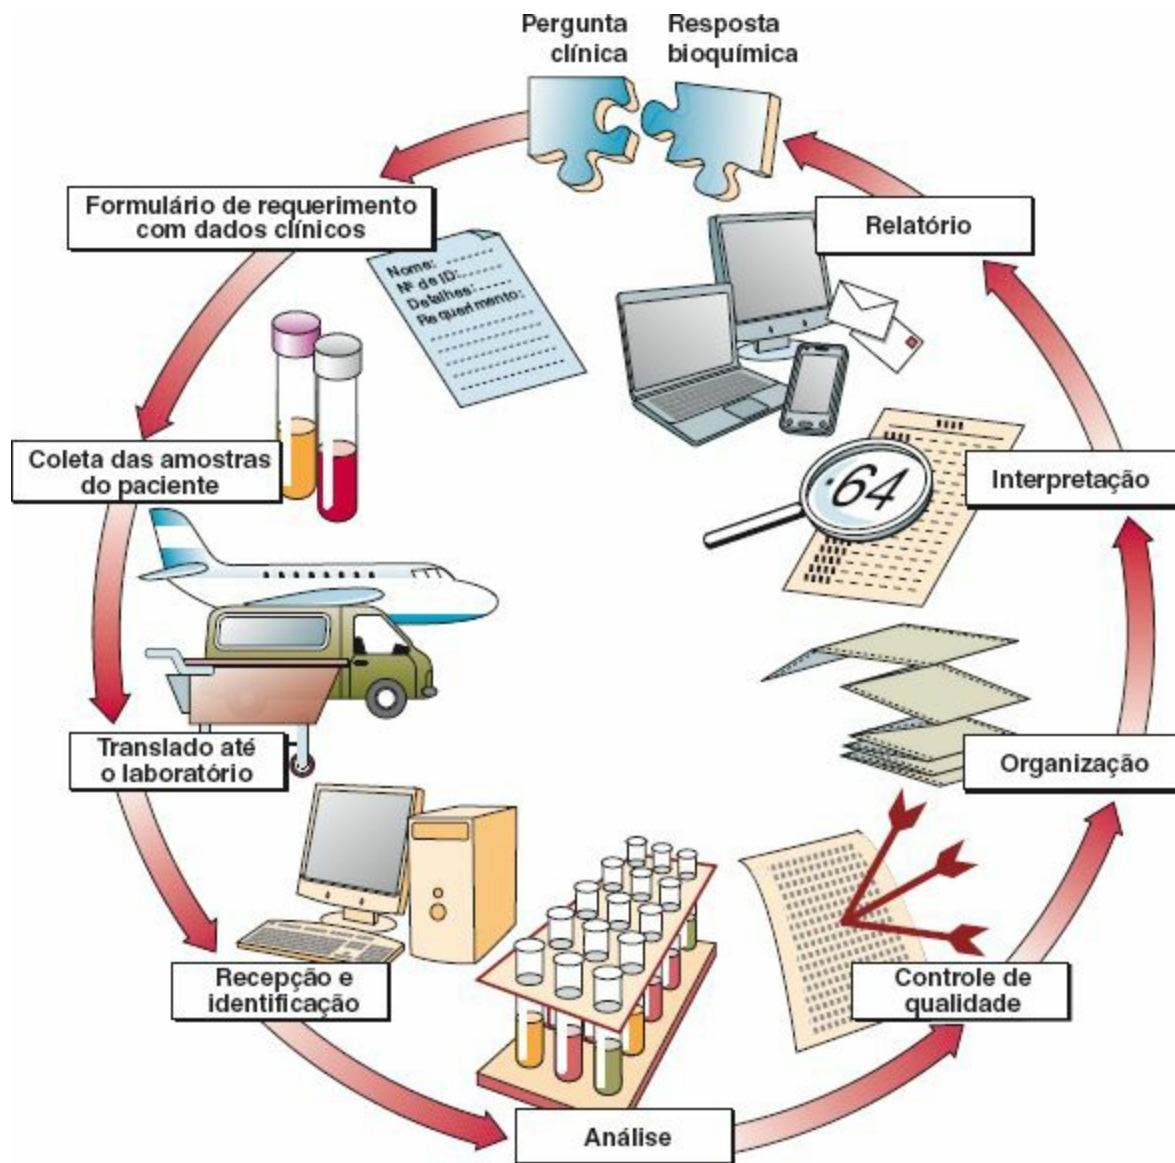 Pergunta
clínica
Resposta
bioquímica
Formulário de requerimento
com dados clínicos
Relatório
Nome:
Nº de ID:
Detalhes:
Requerimento:
Coleta das amostras
do paciente
64
Interpretação
Translado até
o laboratório
Organização
Recepção e
identificação
Controle de
qualidade
Análise